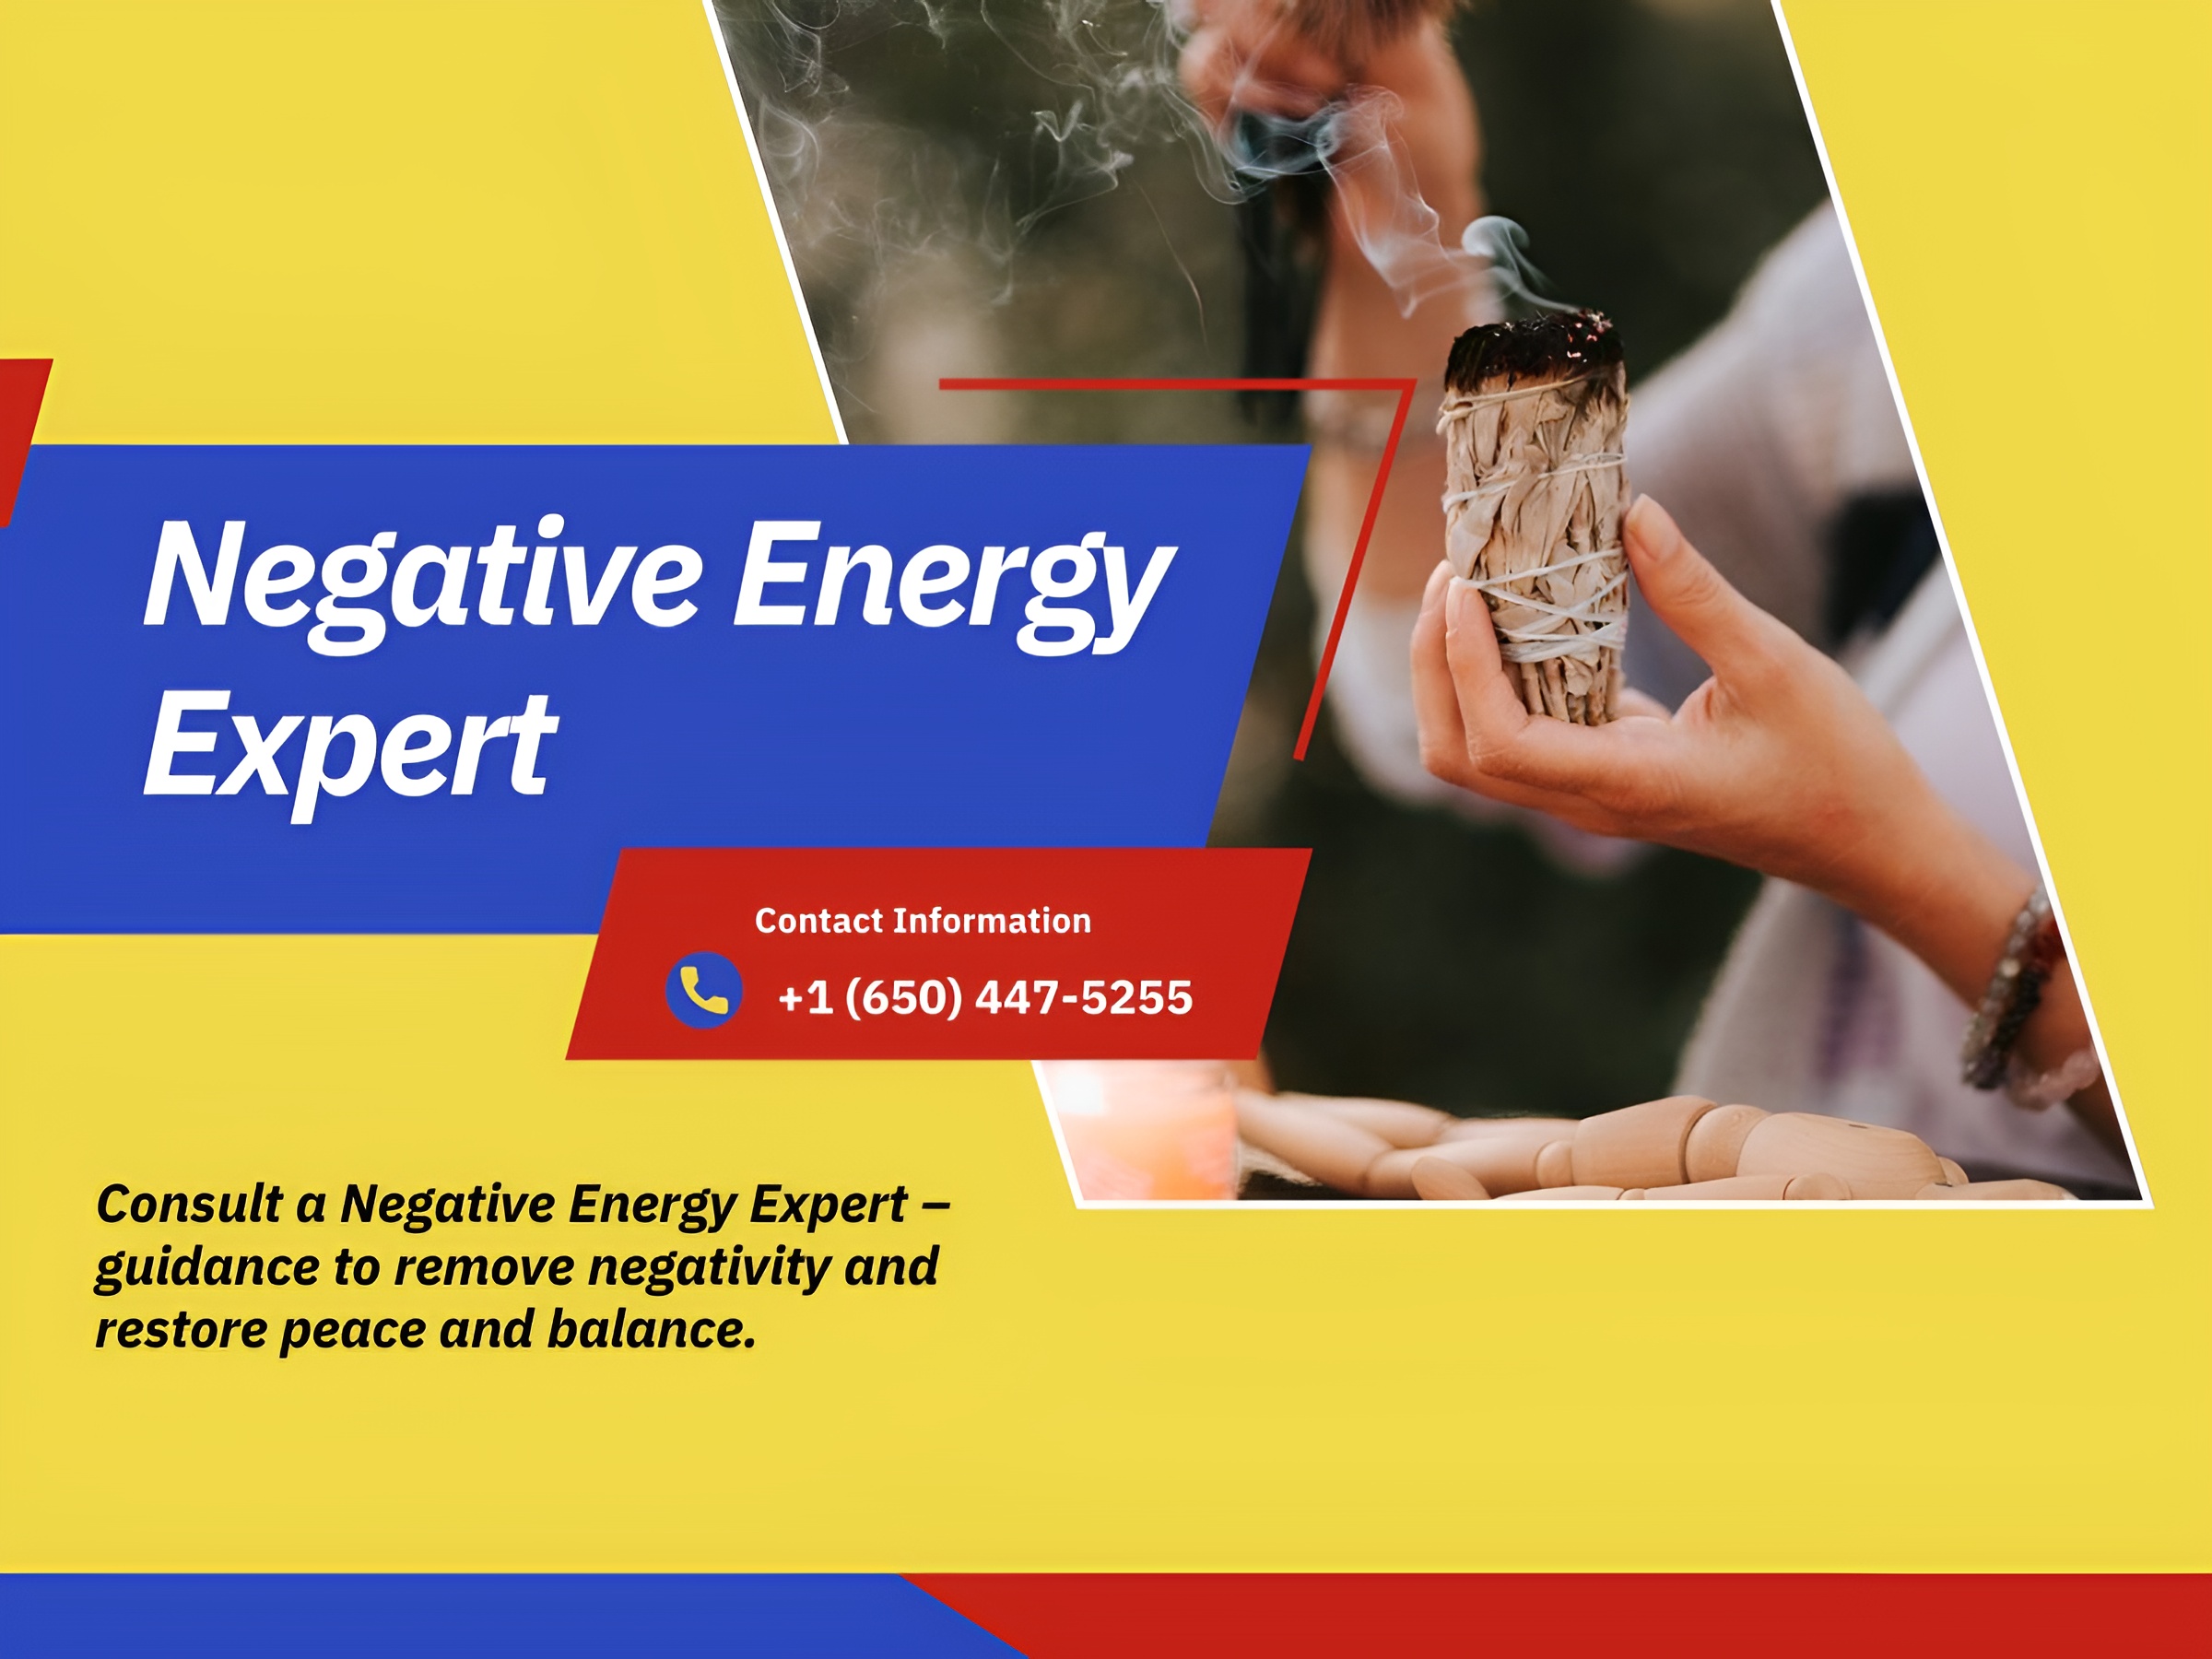 Negative Energy
Expert
Contact Information
+1 (650) 447-5255
Consult a Negative Energy Expert –
guidance to remove negativity and
restore peace and balance.